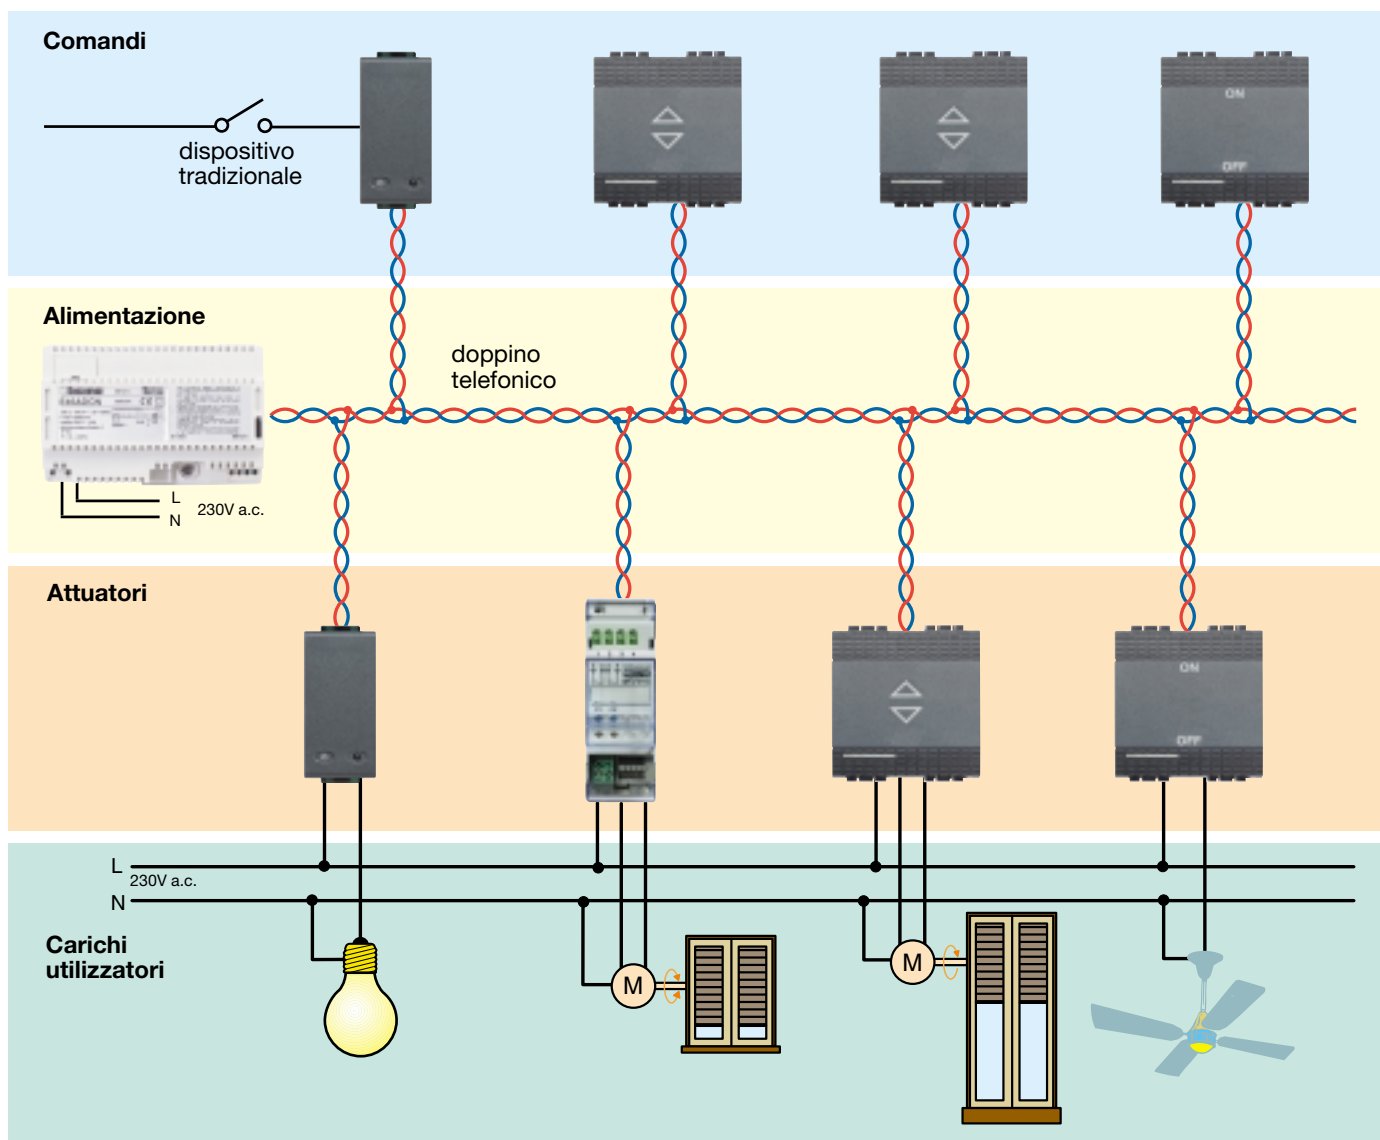 Comandi
dispositivo
tradizionale
ON
OFF
Alimentazione
doppino
telefonico
L
N
230V a.c.
Attuatori
ON
OFF
L
230V a.c.
N
Carichi
utilizzatori
M
M